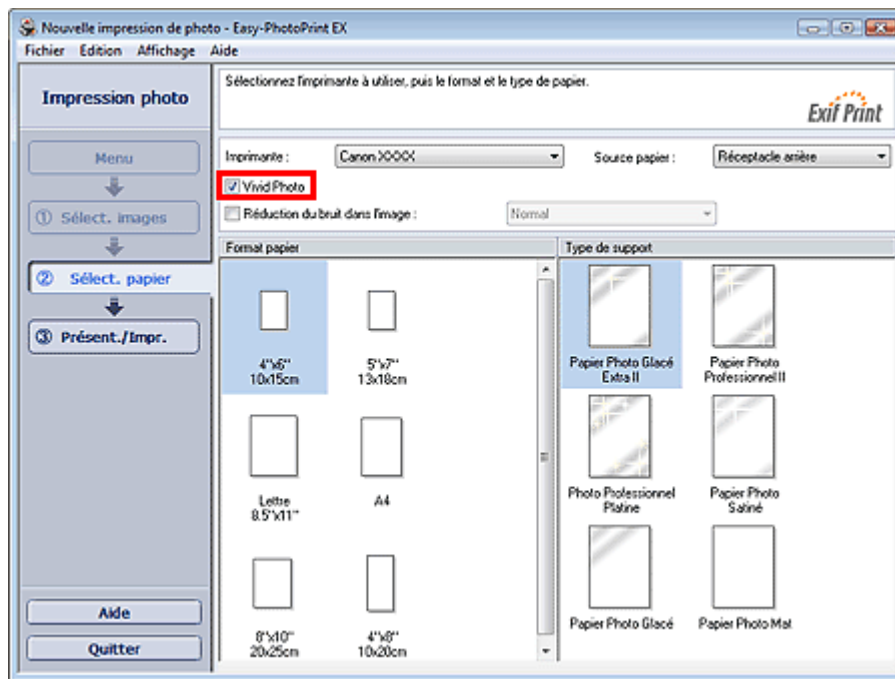 Nouvelle impression de photo - Easy-PhotoPrint EX
Fichier Edition Affichage Aide
Impression photo
Sélectionnez l'imprimante à utiliser, puis le format et le type de papier.
Exif Print
Menu
① Sélect. images
② Sélect. papier
③ Présent./Impr.
Imprimante :
Canon XXXX
Source papier :
Réceptacle arrière
Vivid Photo
Réduction du bruit dans l'image :
Normal
Format papier
Type de support
4"x6"
10x15cm
5"x7"
13x18cm
Lettre
8.5"x11"
A4
8"x10"
20x25cm
4"x8"
10x20cm
Papier Photo Glacé
Extra II
Papier Photo
Professionnel II
Photo Professionnel
Platine
Papier Photo
Satiné
Papier Photo Glacé
Papier Photo Mat
Aide
Quitter